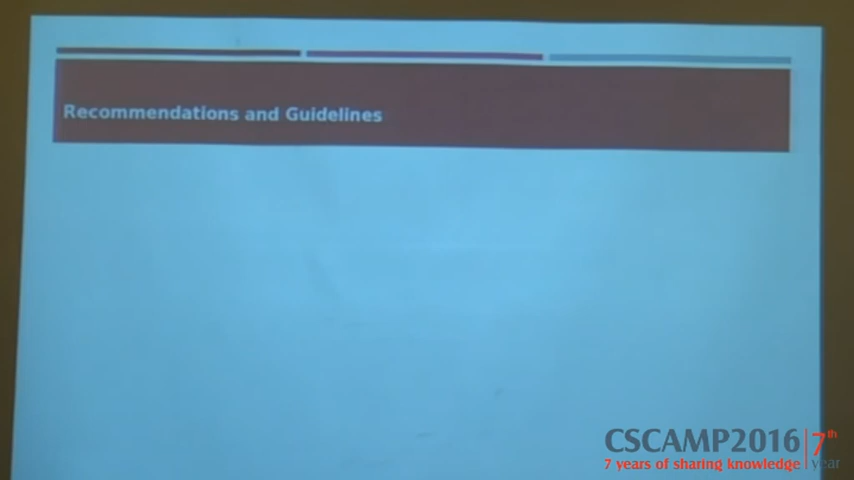 Recommendations and Guidelines
CSCAMP2016 7th year
7 years of sharing knowledge